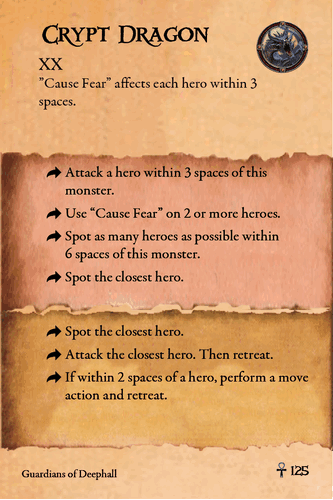 Crypt Dragon
XX
”Cause Fear” affects each hero within 3
spaces.
Attack a hero within 3 spaces of this
monster.
Use “Cause Fear” on 2 or more heroes.
Spot as many heroes as possible within
6 spaces of this monster.
Spot the closest hero.
Spot the closest hero.
Attack the closest hero. Then retreat.
If within 2 spaces of a hero, perform a move
action and retreat.
Guardians of Deephall
125